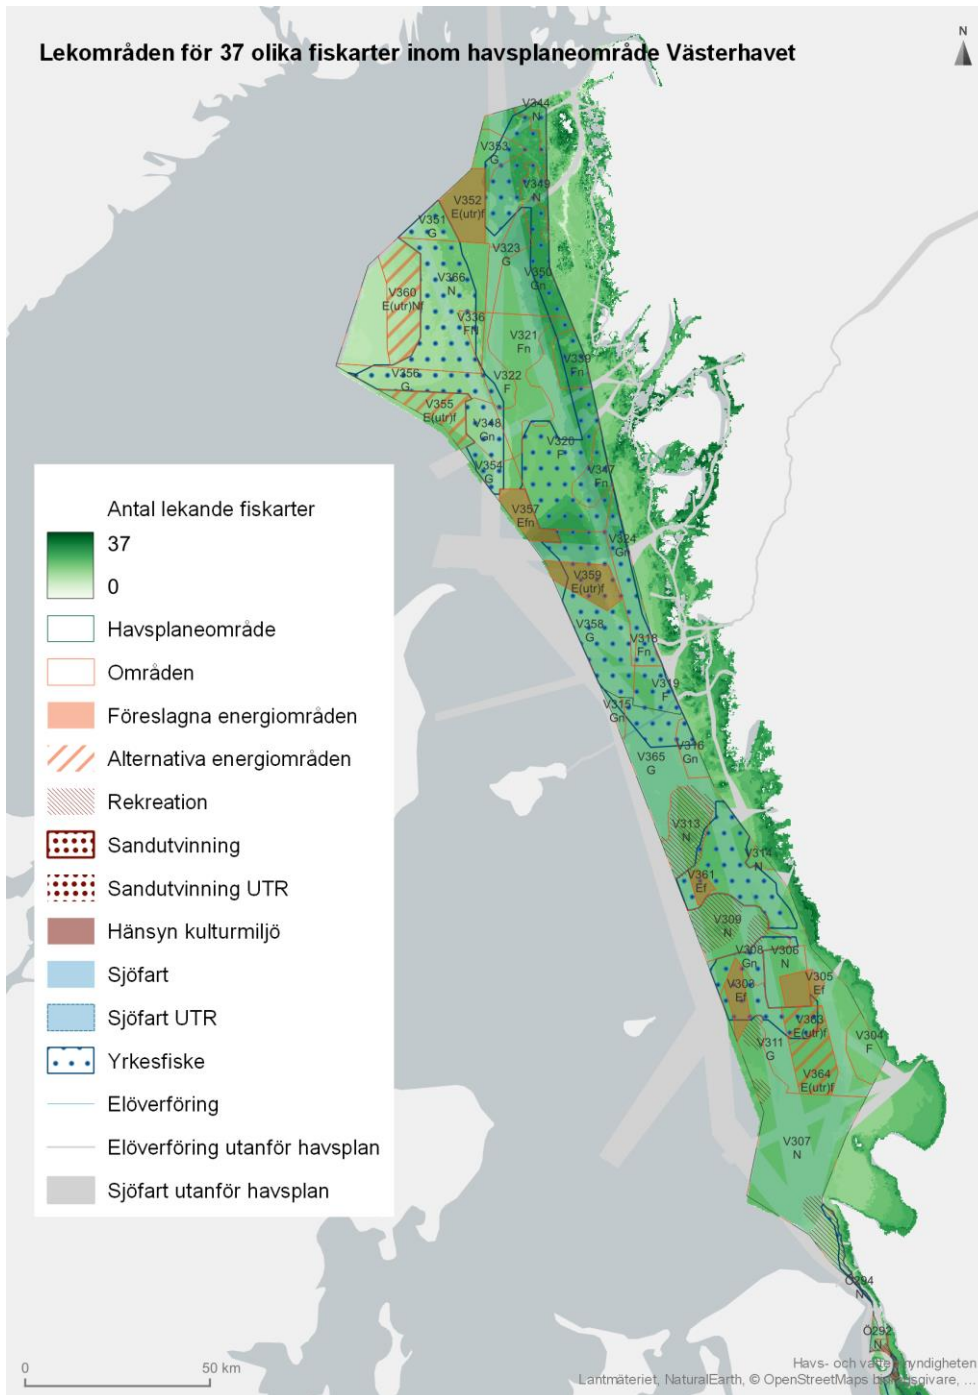 Lekområden för 37 olika fiskarter inom havsplaneområde Västerhavet
N
V344
N
V353
G
V349
N
V352
E(utr)f
V351
G
V323
G
V350
Gn
V366
N
V360
E(utr)Nf
V336
FN
V321
Fn
V339
Fn
V356
G
V322
F
V355
E(utr)f
V348
Gn
V320
F
V354
G
V347
Fn
V357
Efn
V324
Gn
V359
E(utr)f
V358
G
V318
Fn
V319
F
V315
Gn
V316
Gn
V365
G
V313
N
V314
N
V361
Ef
V309
N
V308
Gn
V306
N
V303
Ef
V305
Ef
V363
E(utr)f
V304
F
V311
G
V364
E(utr)f
V307
N
Ö294
N
Ö292
N
Antal lekande fiskarter
37
0
Havsplaneområde
Områden
Föreslagna energiområden
Alternativa energiområden
Rekreation
Sandutvinning
Sandutvinning UTR
Hänsyn kulturmiljö
Sjöfart
Sjöfart UTR
Yrkesfiske
Elöverföring
Elöverföring utanför havsplan
Sjöfart utanför havsplan
0 50 km
Havs- och
Lantmäteriet, NaturalEarth, © OpenStreetMaps ...